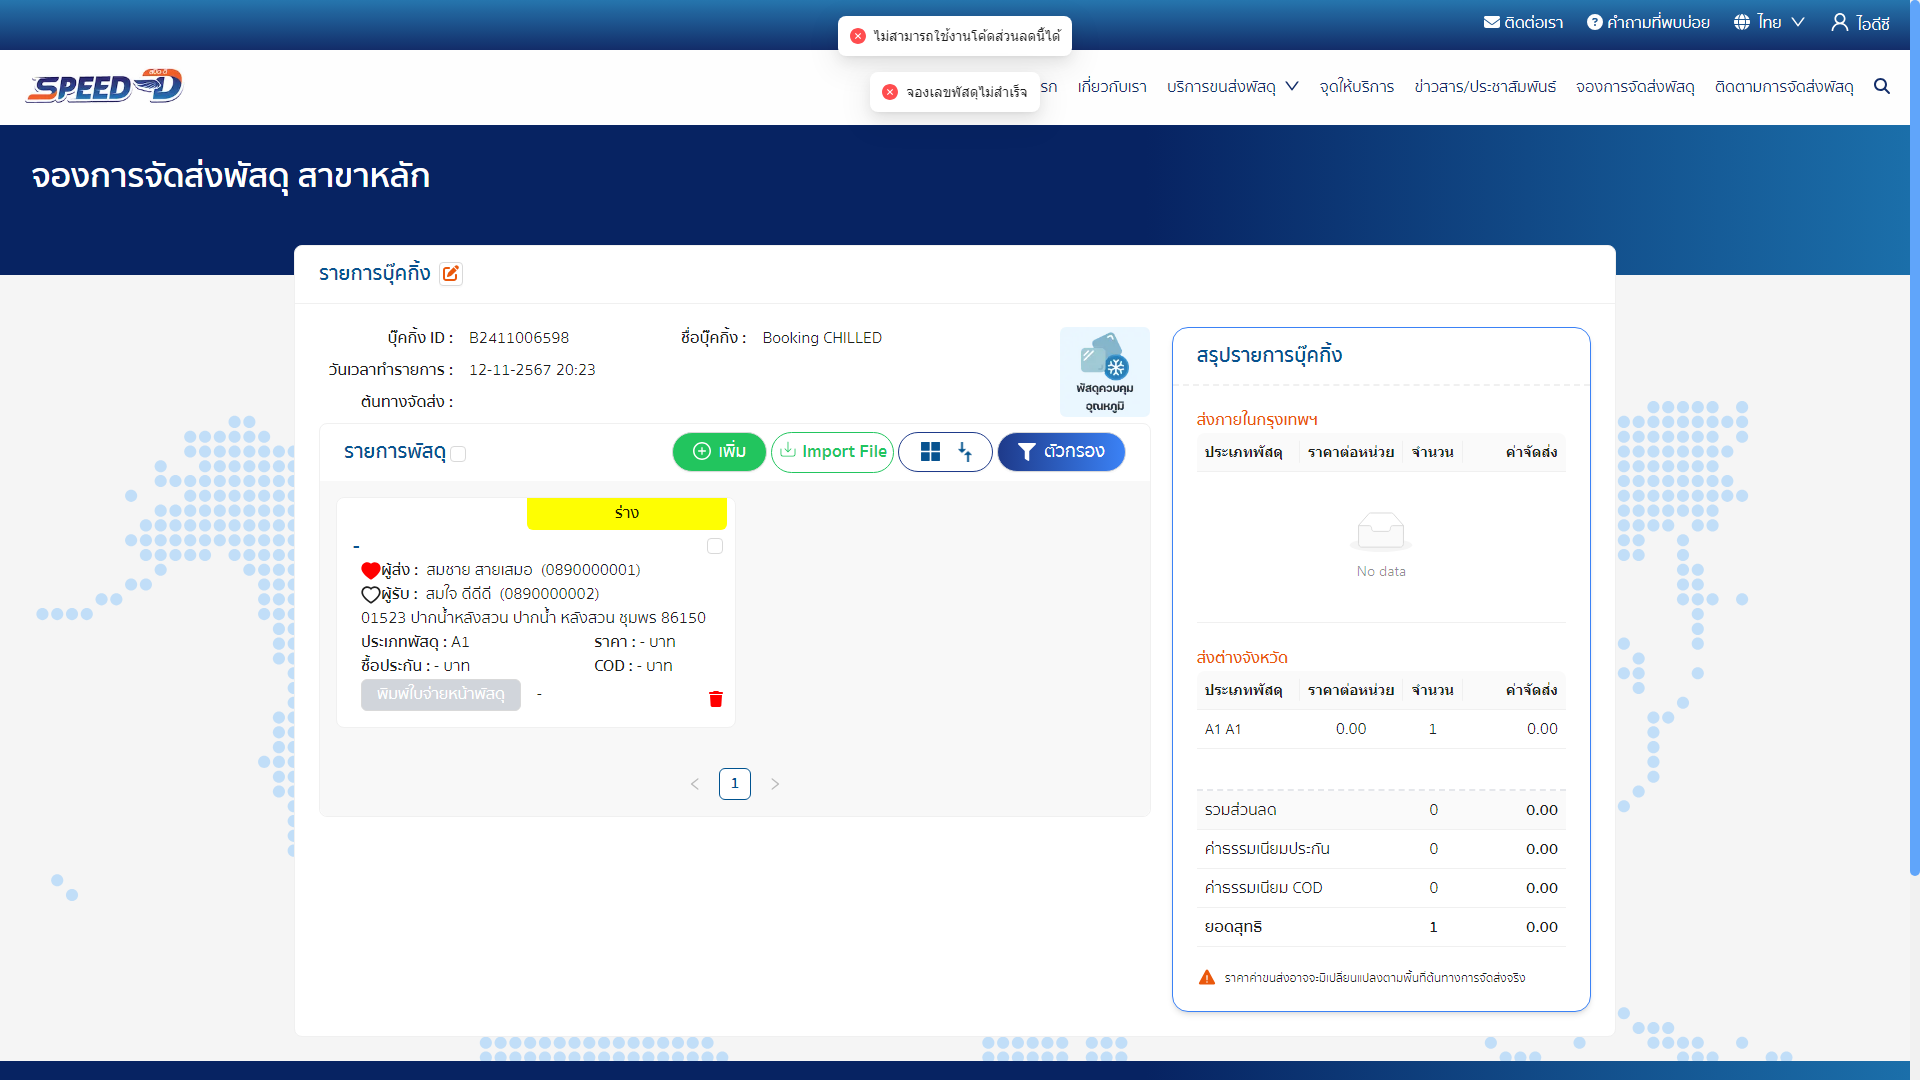 ติดต่อเรา
คำถามที่พบบ่อย
ไทย
ไอดีซี
ไม่สามารถใช้งานโค้ดส่วนลดนี้ได้
จองเลขพัสดุไม่สำเร็จ
SPEED-D
รก
เกี่ยวกับเรา
บริการขนส่งพัสดุ
จุดให้บริการ
ข่าวสาร/ประชาสัมพันธ์
จองการจัดส่งพัสดุ
ติดตามการจัดส่งพัสดุ
จองการจัดส่งพัสดุ สาขาหลัก
รายการบุ๊คกิ้ง
บุ๊คกิ้ง ID : B2411006598
ชื่อบุ๊คกิ้ง : Booking CHILLED
วันเวลาทำรายการ : 12-11-2567 20:23
ต้นทางจัดส่ง :
พัสดุควบคุม
อุณหภูมิ
รายการพัสดุ
เพิ่ม
Import File
ตัวกรอง
ร่าง
-
ผู้ส่ง : สมชาย สายเสมอ (0890000001)
ผู้รับ : สมใจ ดีดีดี (0890000002)
01523 ปากน้ำหลังสวน ปากน้ำ หลังสวน ชุมพร 86150
ประเภทพัสดุ : A1 ราคา : - บาท
ซื้อประกัน : - บาท COD : - บาท
พิมพ์ใบจ่ายหน้าพัสดุ -
1
สรุปรายการบุ๊คกิ้ง
ส่งภายในกรุงเทพฯ
ประเภทพัสดุ ราคาต่อหน่วย จำนวน ค่าจัดส่ง
No data
ส่งต่างจังหวัด
ประเภทพัสดุ ราคาต่อหน่วย จำนวน ค่าจัดส่ง
A1 A1 0.00 1 0.00
รวมส่วนลด 0 0.00
ค่าธรรมเนียมประกัน 0 0.00
ค่าธรรมเนียม COD 0 0.00
ยอดสุทธิ 1 0.00
ราคาค่าขนส่งอาจจะมีเปลี่ยนแปลงตามพื้นที่ต้นทางการจัดส่งจริง